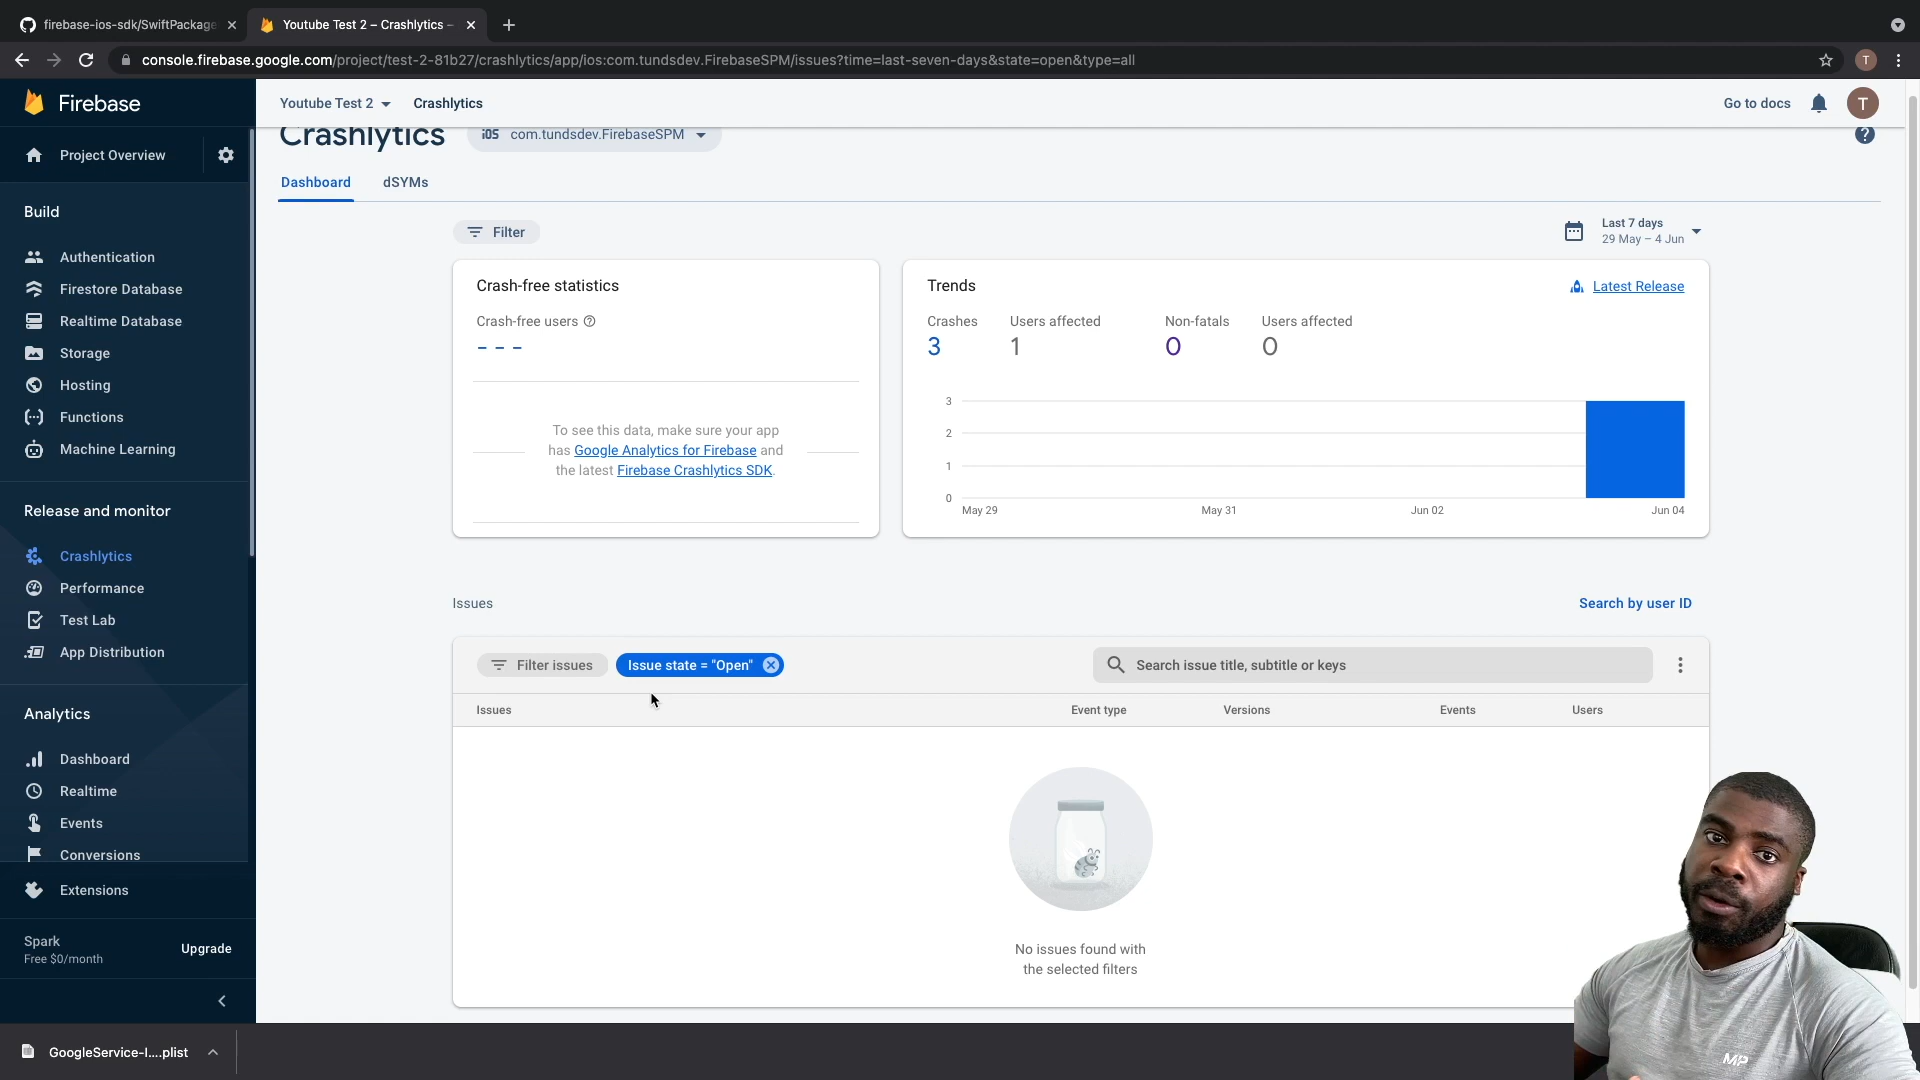 firebase-ios-sdk/SwiftPackage
Youtube Test 2 – Crashlytics –
console.firebase.google.com/project/test-2-81b27/crashlytics/app/ios:com.tundsdev.FirebaseSPM/issues?time=last-seven-days&state=open&type=all
T
Firebase
Youtube Test 2
Crashlytics
Go to docs
T
Crashlytics
iOS com.tundsdev.FirebaseSPM
Project Overview
Dashboard
dSYMs
Build
Filter
Last 7 days
29 May – 4 Jun
Authentication
Firestore Database
Realtime Database
Storage
Hosting
Functions
Machine Learning
Crash-free statistics
Crash-free users
– – –
To see this data, make sure your app
has Google Analytics for Firebase and
the latest Firebase Crashlytics SDK.
Trends
Latest Release
Crashes
Users affected
Non-fatals
Users affected
3
1
0
0
3
2
1
0
May 29
May 31
Jun 02
Jun 04
Release and monitor
Crashlytics
Performance
Test Lab
App Distribution
Issues
Search by user ID
Filter issues
Issue state = "Open"
Search issue title, subtitle or keys
Issues
Event type
Versions
Events
Users
No issues found with
the selected filters
Analytics
Dashboard
Realtime
Events
Conversions
Extensions
Spark
Free $0/month
Upgrade
GoogleService-I....plist
MP